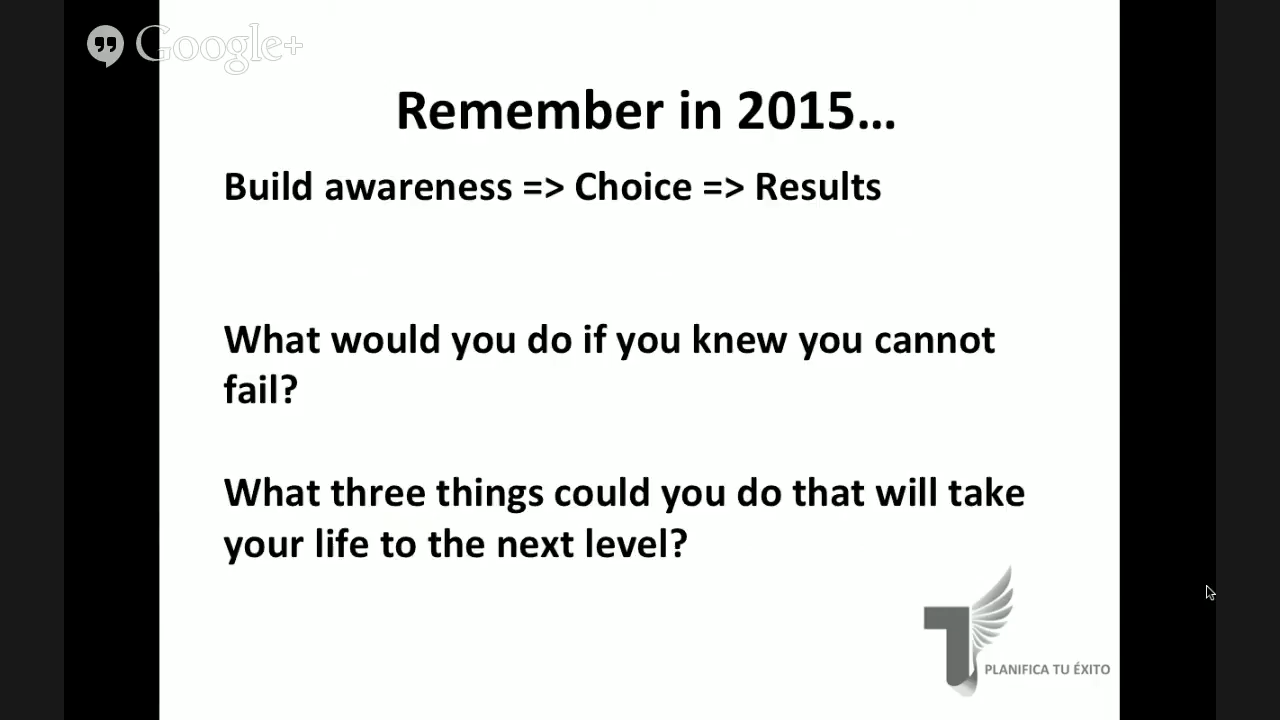 Google+
Remember in 2015...
Build awareness => Choice => Results
What would you do if you knew you cannot
fail?
What three things could you do that will take
your life to the next level?
PLANIFICA TU ÉXITO